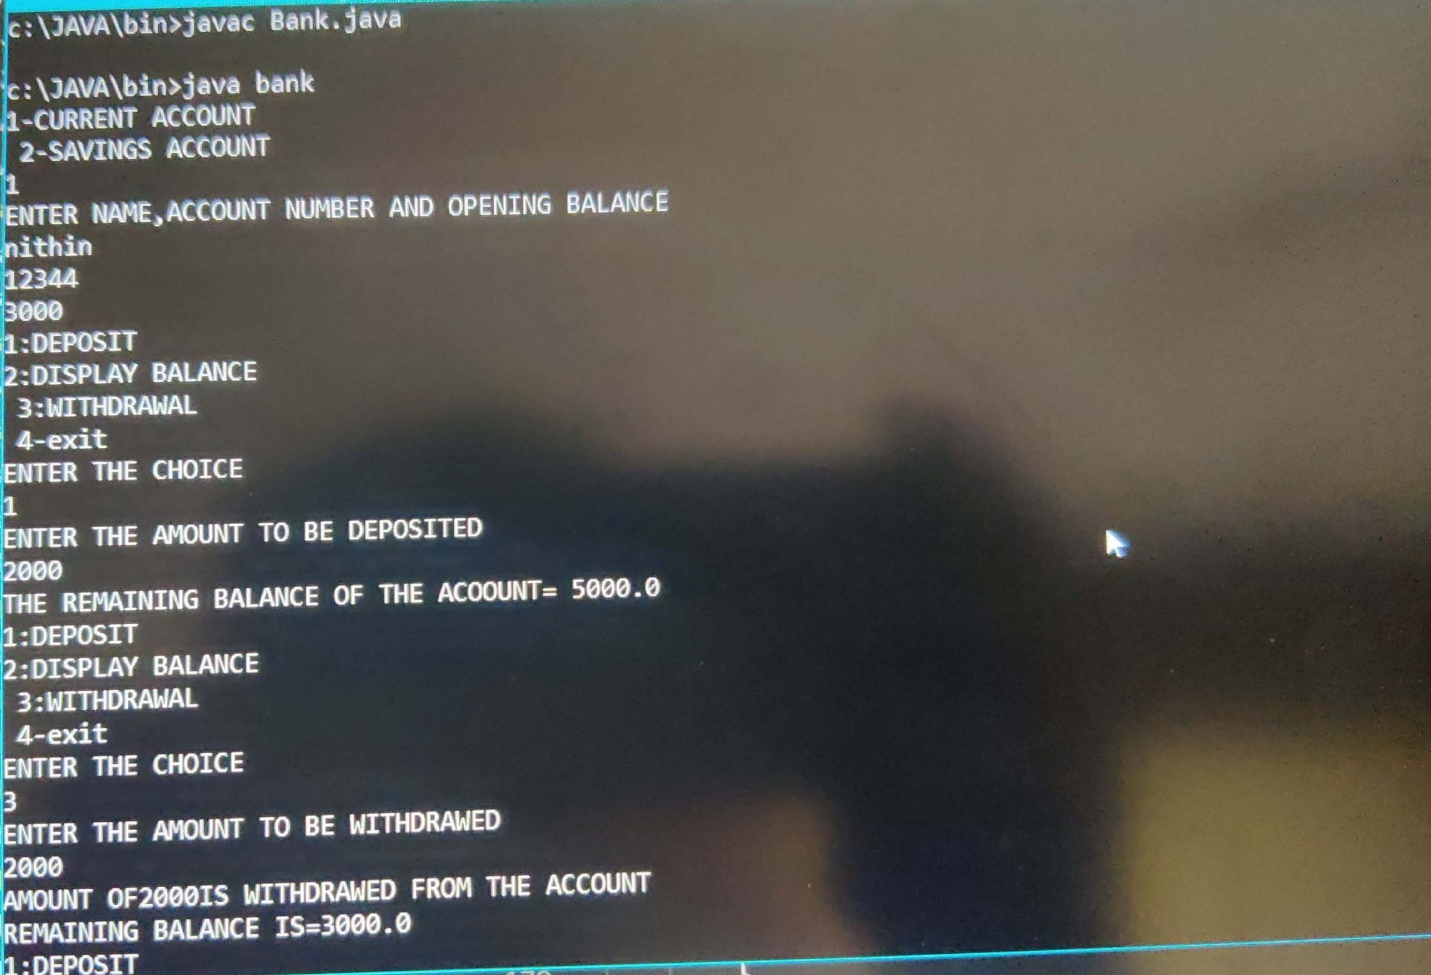 c:\JAVA\bin>javac Bank.java
c:\JAVA\bin>java bank
1-CURRENT ACCOUNT
2-SAVINGS ACCOUNT
1
ENTER NAME,ACCOUNT NUMBER AND OPENING BALANCE
nithin
12344
3000
1:DEPOSIT
2:DISPLAY BALANCE
3:WITHDRAWAL
4-exit
ENTER THE CHOICE
1
ENTER THE AMOUNT TO BE DEPOSITED
2000
THE REMAINING BALANCE OF THE ACOOUNT= 5000.0
1:DEPOSIT
2:DISPLAY BALANCE
3:WITHDRAWAL
4-exit
ENTER THE CHOICE
3
ENTER THE AMOUNT TO BE WITHDRAWED
2000
AMOUNT OF2000IS WITHDRAWED FROM THE ACCOUNT
REMAINING BALANCE IS=3000.0
1:DEPOSIT